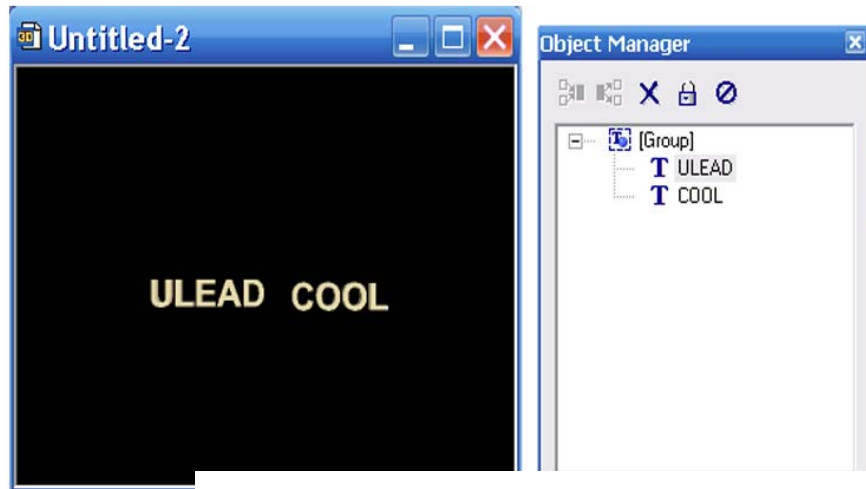 Untitled-2
ULEAD COOL
Object Manager
[Group]
T ULEAD
T COOL